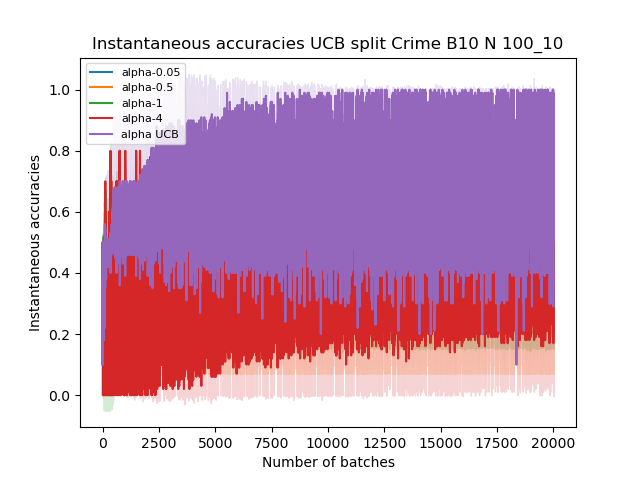 Instantaneous accuracies UCB split Crime B10 N 100_10
alpha-0.05
alpha-0.5
alpha-1
alpha-4
alpha UCB
1.0
0.8
0.6
0.4
0.2
0.0
Instantaneous accuracies
0 2500 5000 7500 10000 12500 15000 17500 20000
Number of batches